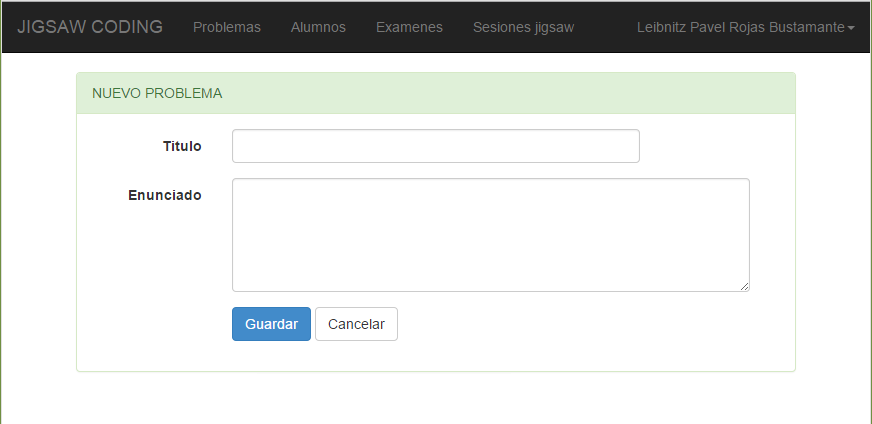 JIGSAW CODING Problemas Alumnos Examenes Sesiones jigsaw Leibnitz Pavel Rojas Bustamante
NUEVO PROBLEMA
Titulo
Enunciado
Guardar Cancelar